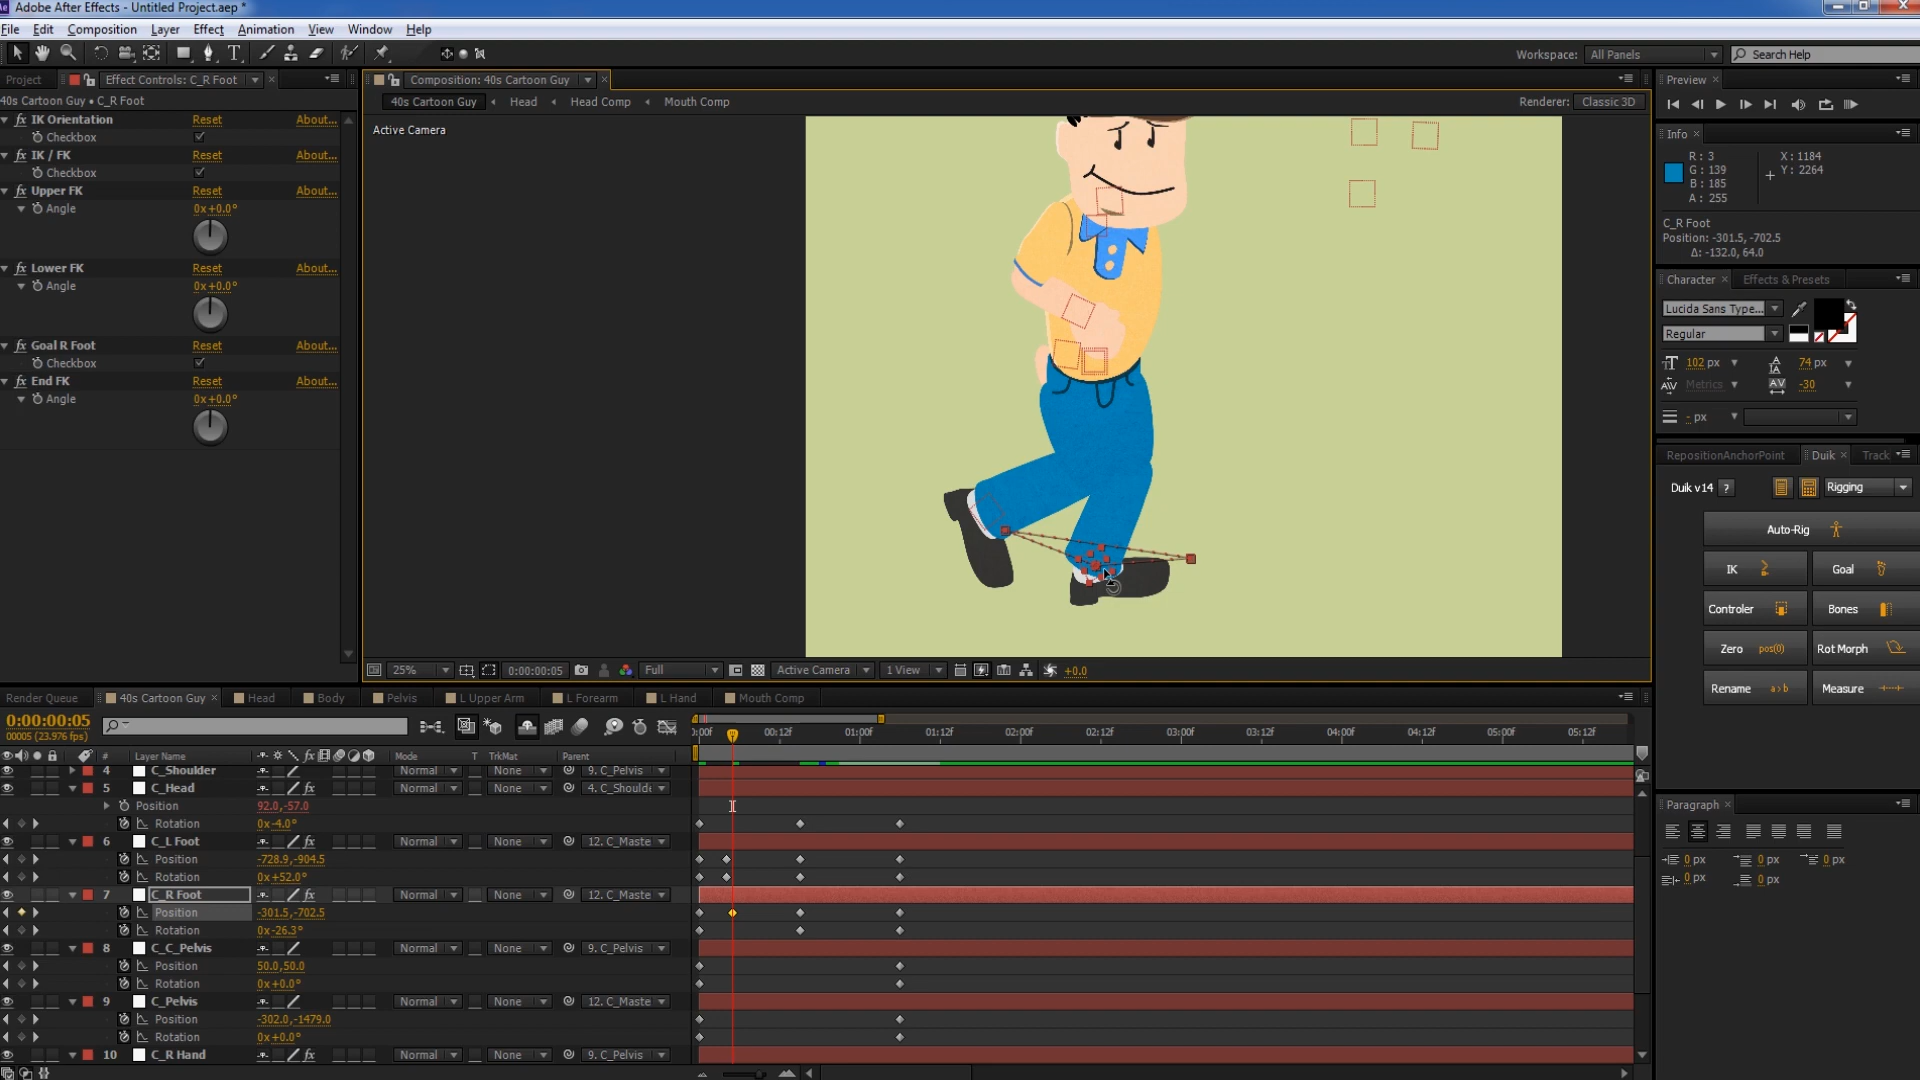 Adobe After Effects - Untitled Project.aep *
File Edit Composition Layer Effect Animation View Window Help
Workspace: All Panels Search Help
Project Effect Controls: C_R Foot
40s Cartoon Guy • C_R Foot
fx IK Orientation Reset About...
Checkbox
fx IK / FK Reset About...
Checkbox
fx Upper FK Reset About...
Angle 0x+0.0°
fx Lower FK Reset About...
Angle 0x+0.0°
fx Goal R Foot Reset About...
Checkbox
fx End FK Reset About...
Angle 0x+0.0°
Composition: 40s Cartoon Guy
40s Cartoon Guy Head Head Comp Mouth Comp
Renderer: Classic 3D
Active Camera
25% 0:00:00:05 Full Active Camera 1 View +0.0
Preview
Info
R: 3
G: 139
B: 185
A: 255
X: 1184
Y: 2264
C_R Foot
Position: -301.5, -702.5
Δ: -132.0, 64.0
Character Effects & Presets
Lucida Sans Type...
Regular
102 px 74 px
Metrics -30
- px
RepositionAnchorPoint Duik Track
Duik v14 ? Rigging
Auto-Rig
IK Goal
Controler Bones
Zero pos(0) Rot Morph
Rename a>b Measure
Paragraph
0 px 0 px 0 px
0 px 0 px
Render Queue 40s Cartoon Guy Head Body Pelvis L Upper Arm L Forearm L Hand Mouth Comp
0:00:00:05
00005 (23.976 fps)
:00f 00:12f 01:00f 01:12f 02:00f 02:12f 03:00f 03:12f 04:00f 04:12f 05:00f 05:12f
# Layer Name Mode T TrkMat Parent
4 C_Shoulder Normal None 9. C_Pelvis
5 C_Head fx Normal None 4. C_Should
Position 92.0,-57.0
Rotation 0x-4.0°
6 C_L Foot fx Normal None 12. C_Maste
Position -728.9,-904.5
Rotation 0x+52.0°
7 C_R Foot fx Normal None 12. C_Maste
Position -301.5,-702.5
Rotation 0x-26.3°
8 C_C_Pelvis Normal None 9. C_Pelvis
Position 50.0,50.0
Rotation 0x+0.0°
9 C_Pelvis Normal None 12. C_Maste
Position -302.0,-1479.0
Rotation 0x+0.0°
10 C_R Hand fx Normal None 9. C_Pelvis